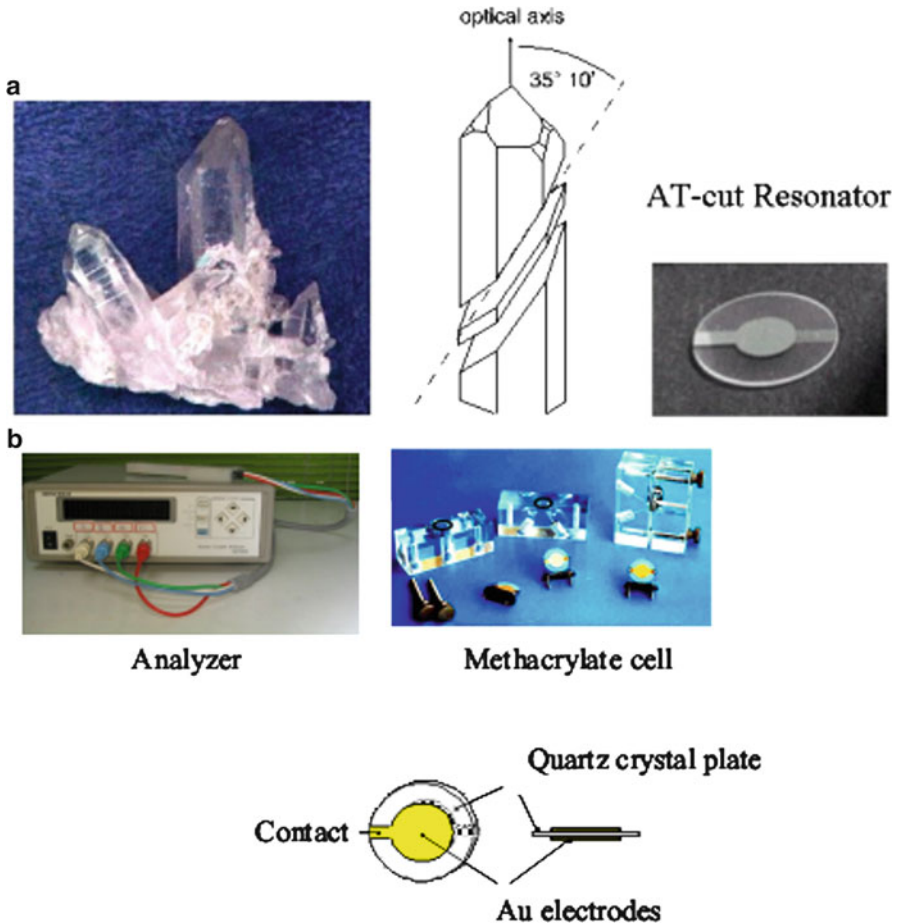 optical axis
35° 10'
a
AT-cut Resonator
b
Analyzer
Methacrylate cell
Quartz crystal plate
Contact
Au electrodes